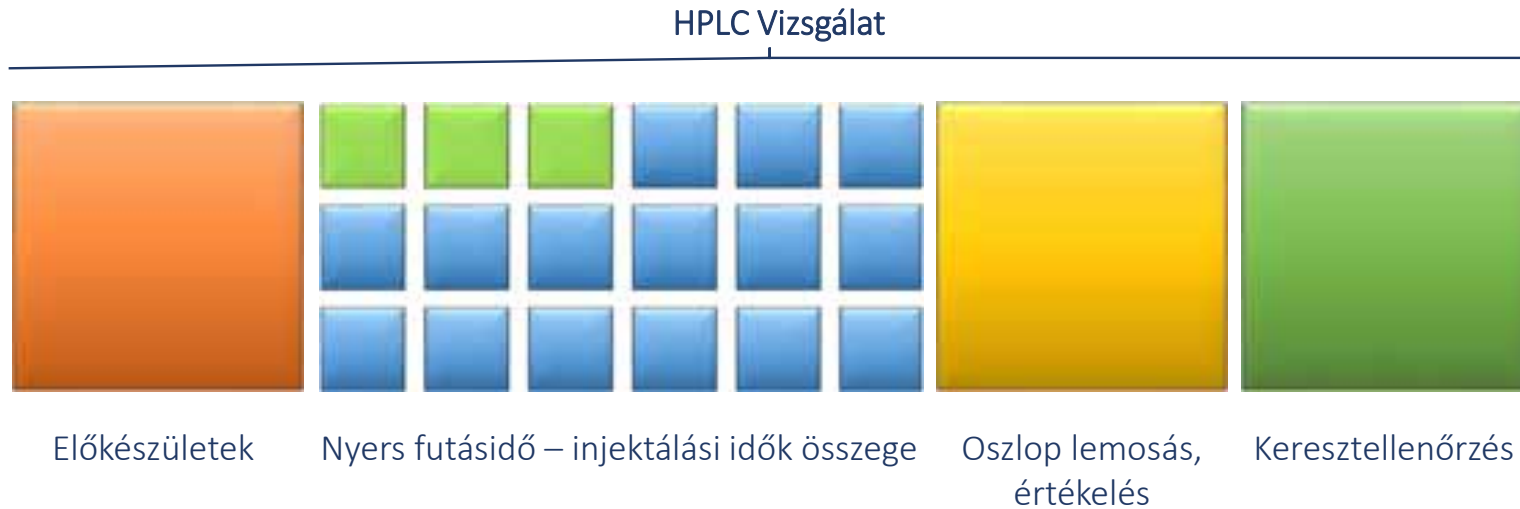 HPLC Vizsgálat
Előkészületek
Nyers futásidő – injektálási idők összege
Oszlop lemosás,
értékelés
Keresztellenőrzés